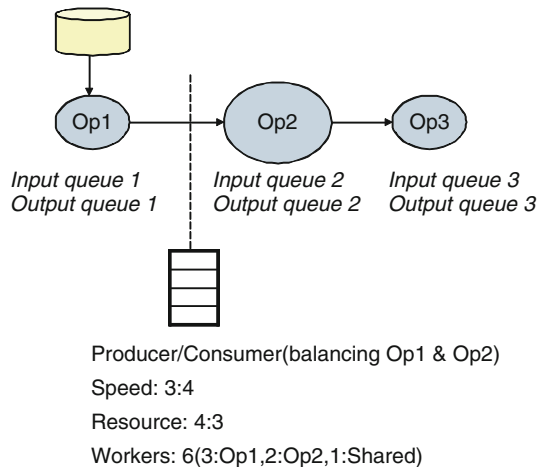 Op1
Op2
Op3
Input queue 1
Output queue 1
Input queue 2
Output queue 2
Input queue 3
Output queue 3
Producer/Consumer(balancing Op1 & Op2)
Speed: 3:4
Resource: 4:3
Workers: 6(3:Op1,2:Op2,1:Shared)